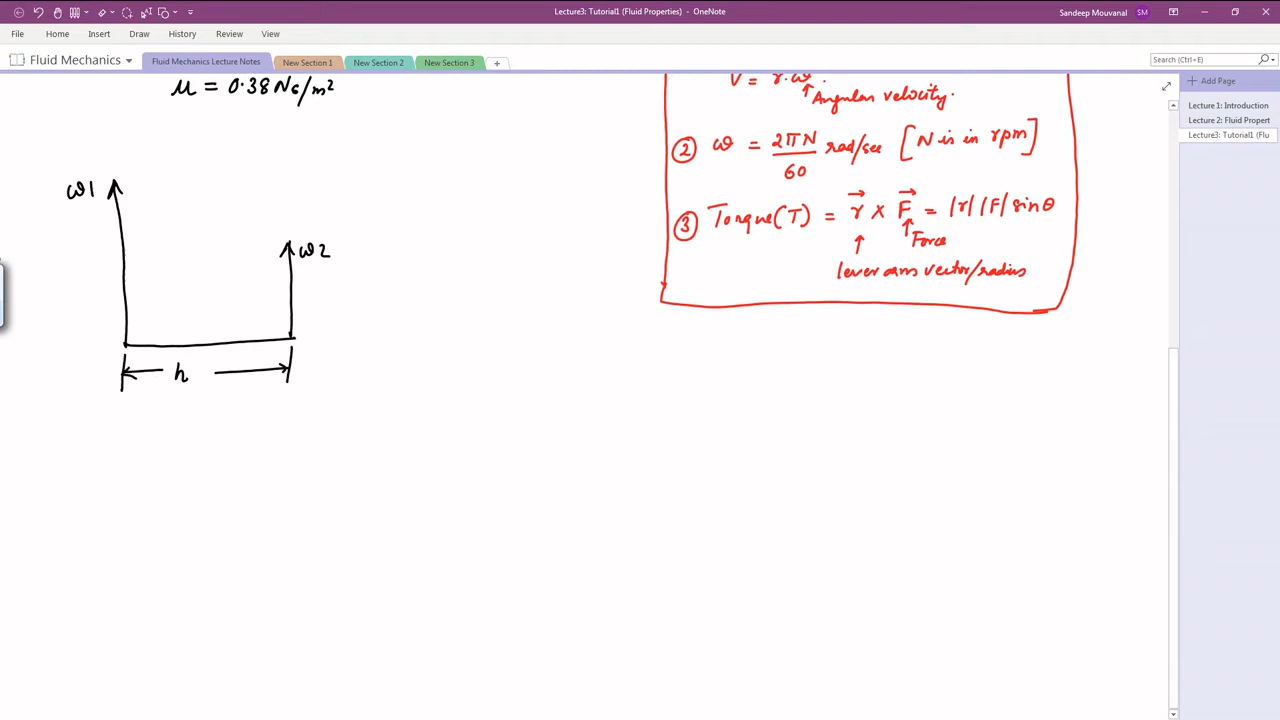 Lecture3: Tutorial1 (Fluid Properties) - OneNote
Sandeep Mouvanal
SM
File
Home
Insert
Draw
History
Review
View
Fluid Mechanics
Fluid Mechanics Lecture Notes
New Section 1
New Section 2
New Section 3
Search (Ctrl+E)
Add Page
Lecture 1: Introduction
Lecture 2: Fluid Propert
Lecture3: Tutorial1 (Flu
μ = 0.38 Ns/m²
ω1
ω2
h
V = r.ω.
Angular velocity.
② ω = 2πN/60 rad/sec [N is in rpm]
③ Torque(T) = r⃗ × F⃗ = |r||F| sinθ
Force
lever arm vector/radius